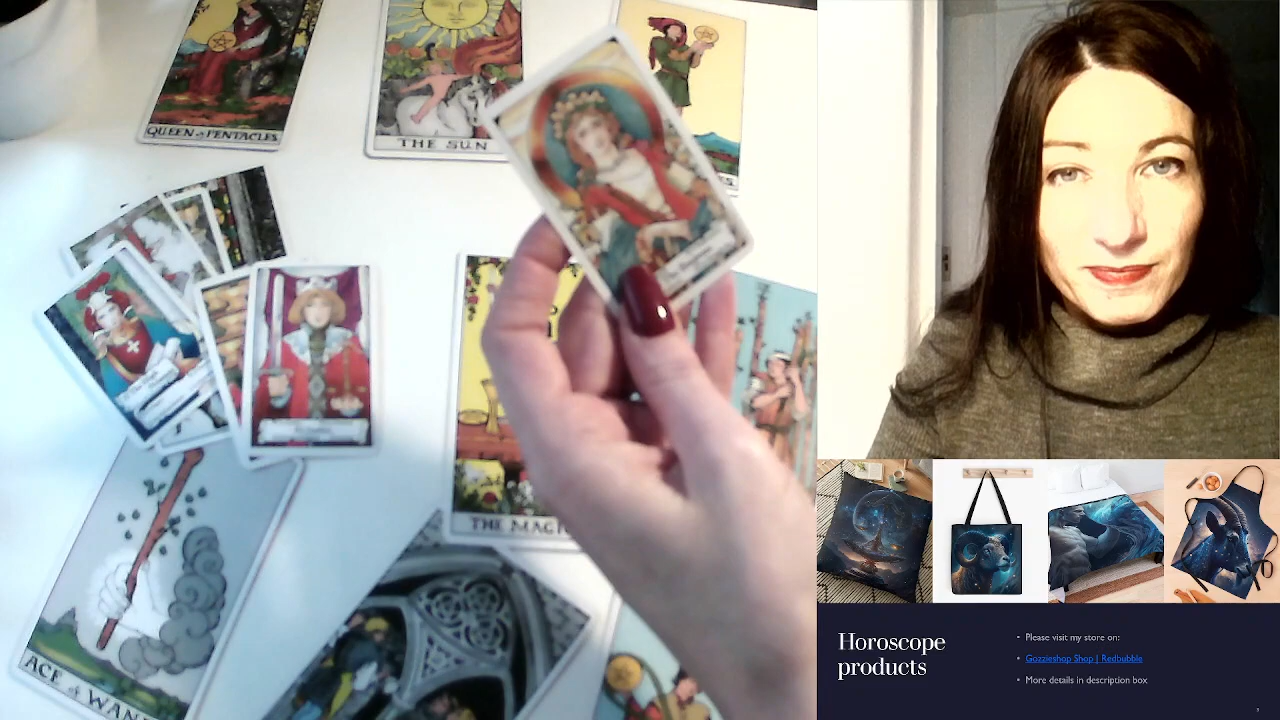 QUEEN of PENTACLES
THE SUN
THE MAGI
ACE of WAN
Horoscope
products
• Please visit my store on:
• Gozzieshop Shop | Redbubble
• More details in description box